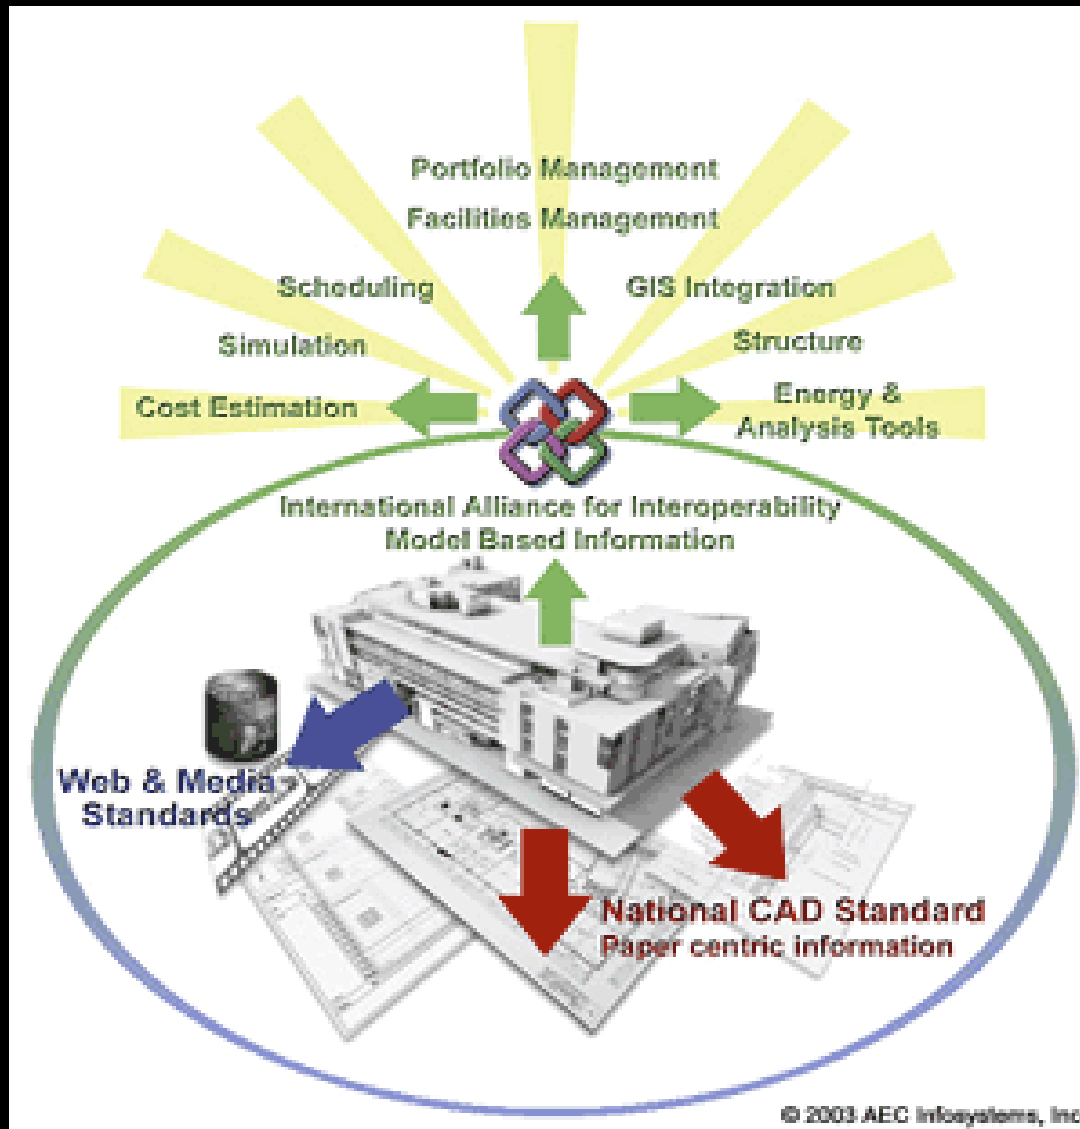 Portfolio Management
Facilities Management
Scheduling
GIS Integration
Simulation
Structure
Cost Estimation
Energy &
Analysis Tools
International Alliance for Interoperability
Model Based Information
Web & Media
Standards
National CAD Standard
Paper centric information
© 2003 AEC Infosystems, Inc